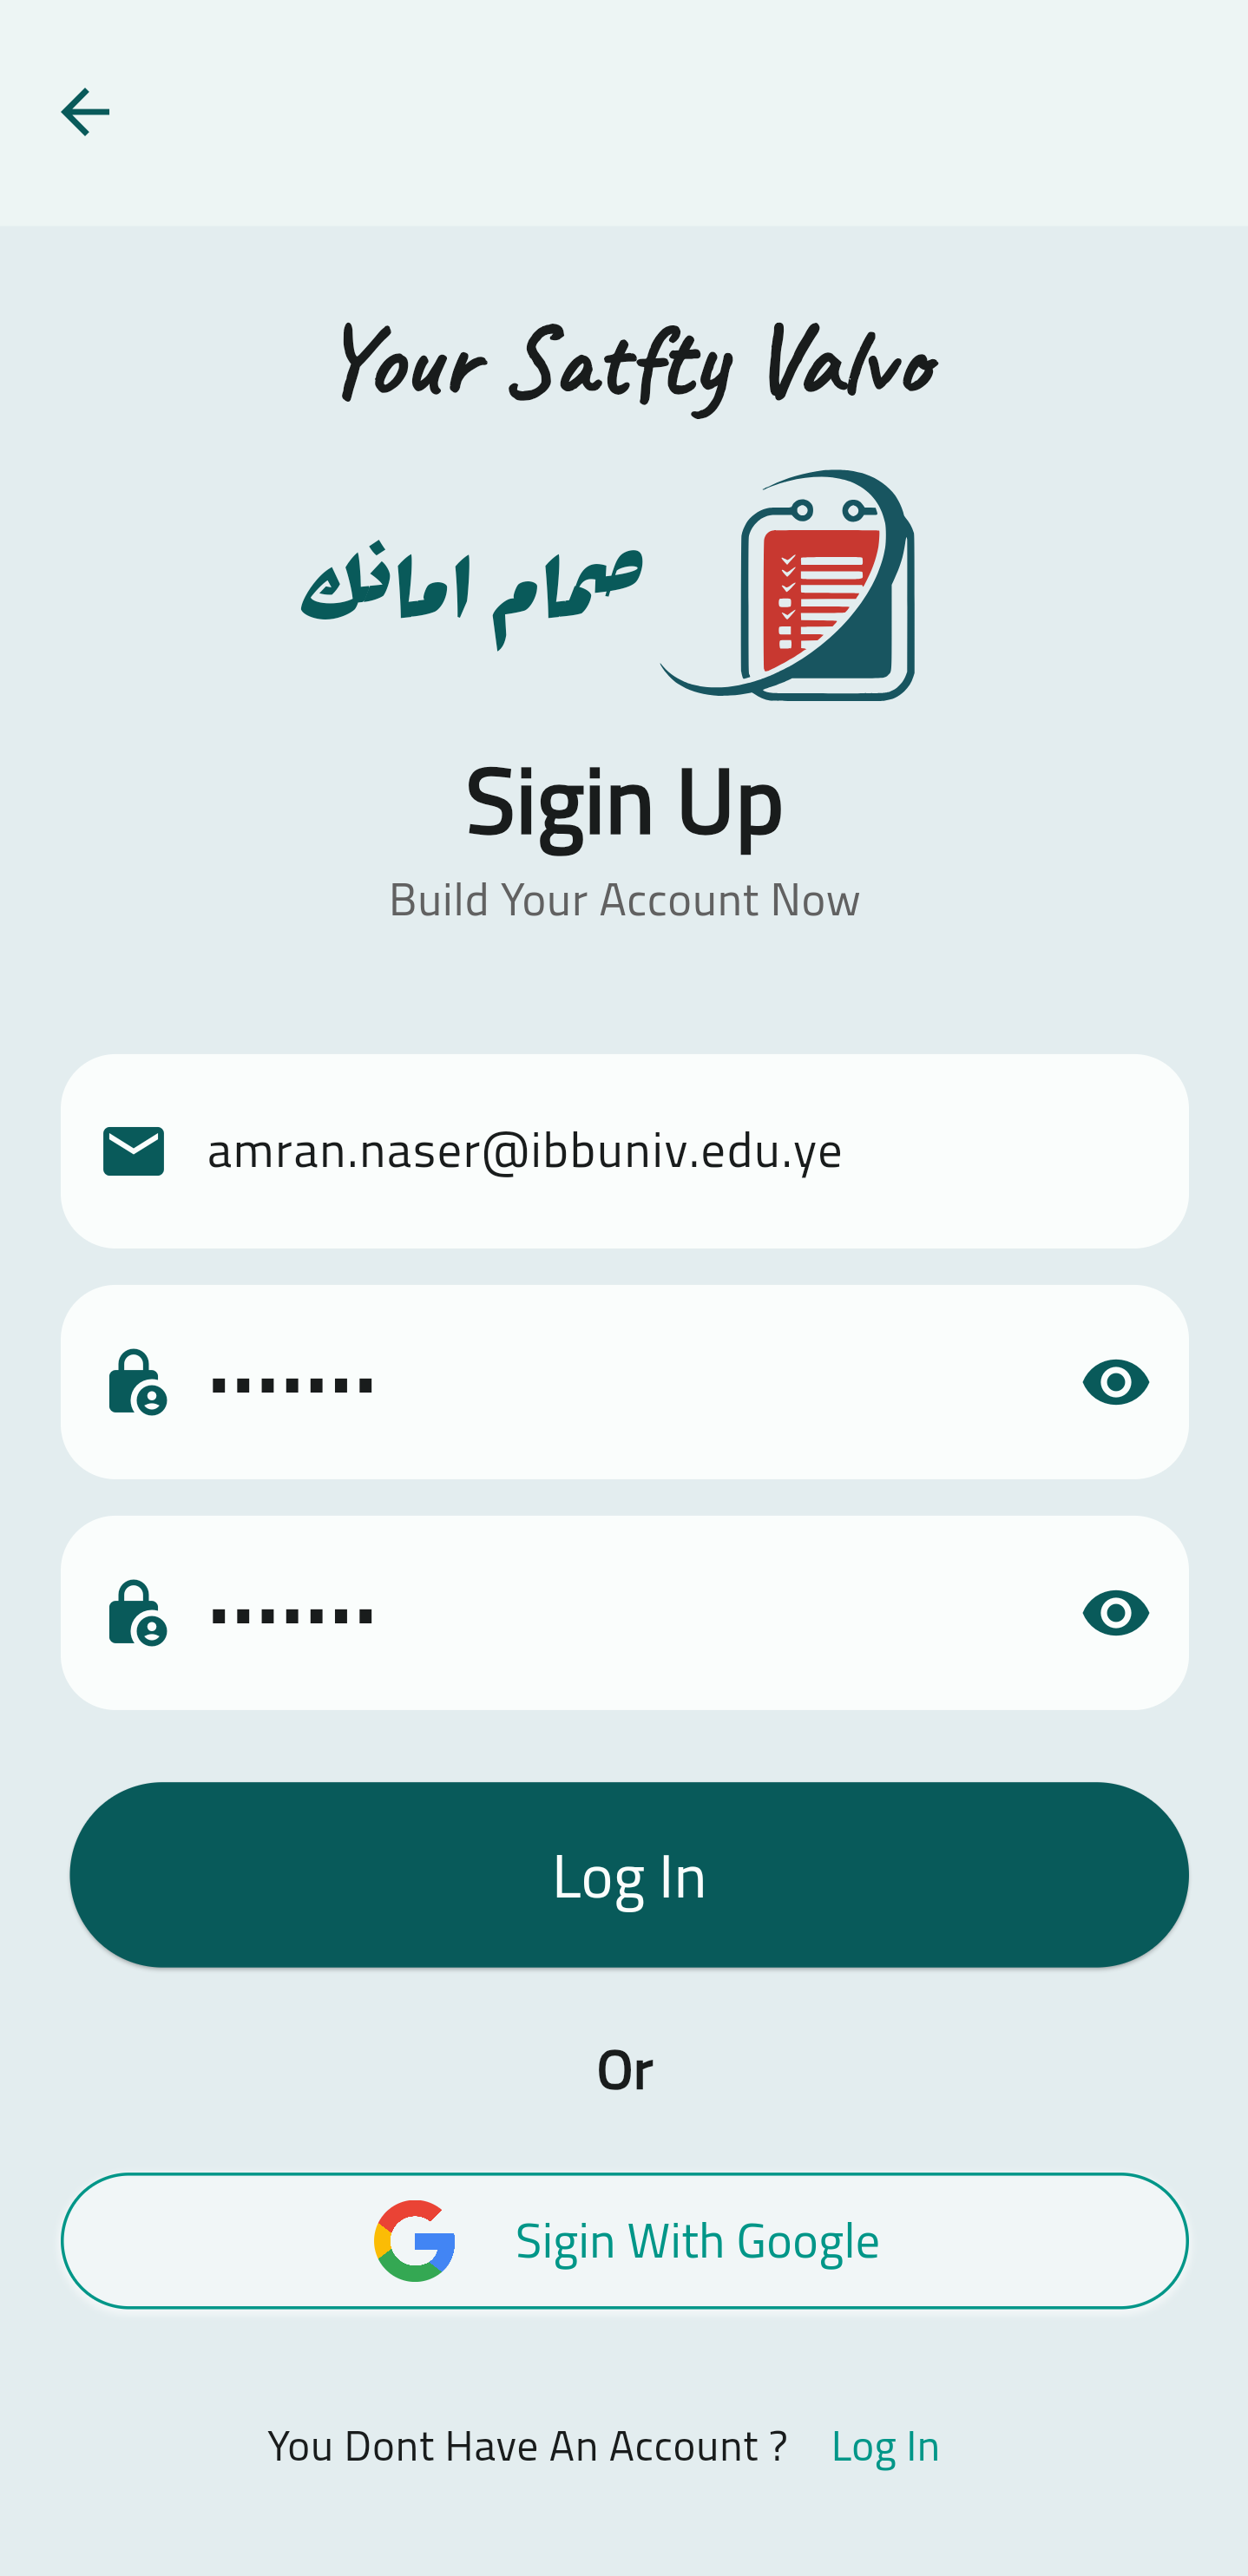 Your Satfty Valvo
صمام امانك
Sigin Up
Build Your Account Now
amran.naser@ibbuniv.edu.ye
▪▪▪▪▪▪▪
▪▪▪▪▪▪▪
Log In
Or
Sigin With Google
You Dont Have An Account ? Log In